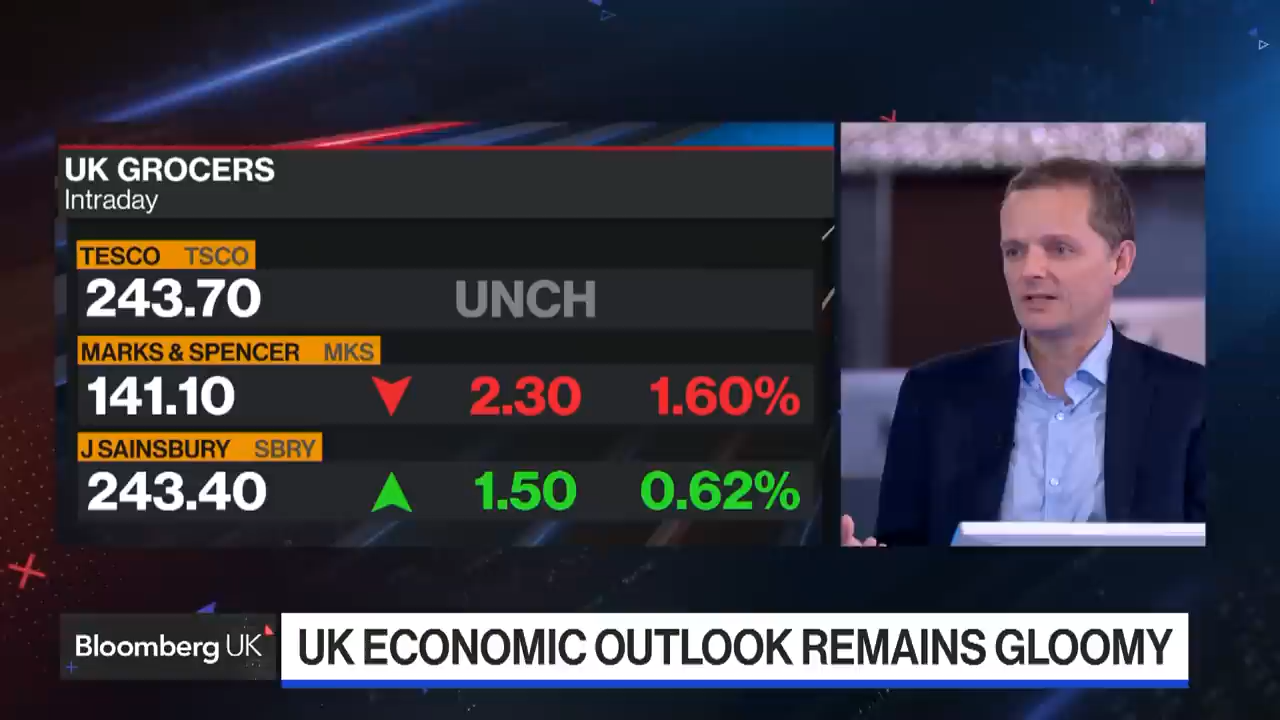 UK GROCERS
Intraday
TESCO TSCO
243.70 UNCH
MARKS & SPENCER MKS
141.10 ▼ 2.30 1.60%
J SAINSBURY SBRY
243.40 ▲ 1.50 0.62%
Bloomberg UK
UK ECONOMIC OUTLOOK REMAINS GLOOMY